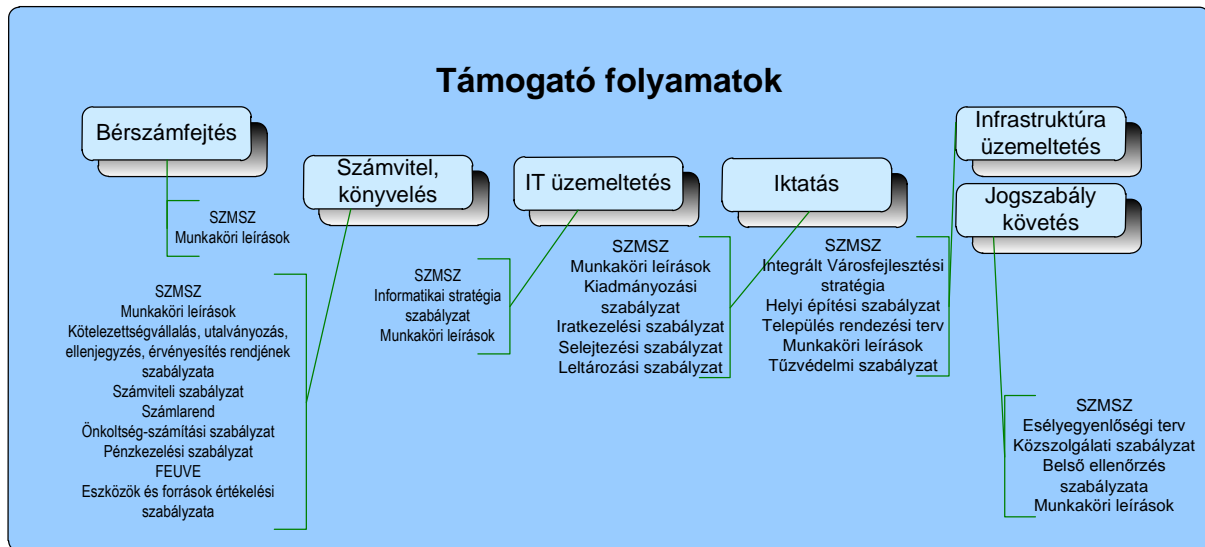 Támogató folyamatok
Bérszámfejtés
SZMSZ
Munkaköri leírások
Számvitel,
könyvelés
SZMSZ
Munkaköri leírások
Kötelezettségvállalás, utalványozás,
ellenjegyzés, érvényesítés rendjének
szabályzata
Számviteli szabályzat
Számlarend
Önkoltség-számítási szabályzat
Pénzkezelési szabályzat
FEUVE
Eszközök és források értékelési
szabályzata
IT üzemeltetés
SZMSZ
Informatikai stratégia
szabályzat
Munkaköri leírások
Iktatás
SZMSZ
Munkaköri leírások
Kiadmányozási
szabályzat
Iratkezelési szabályzat
Selejtezési szabályzat
Leltározási szabályzat
Infrastruktúra
üzemeltetés
SZMSZ
Integrált Városfejlesztési
stratégia
Helyi építési szabályzat
Település rendezési terv
Munkaköri leírások
Tűzvédelmi szabályzat
Jogszabály
követés
SZMSZ
Esélyegyenlőségi terv
Közszolgálati szabályzat
Belső ellenőrzés
szabályzata
Munkaköri leírások